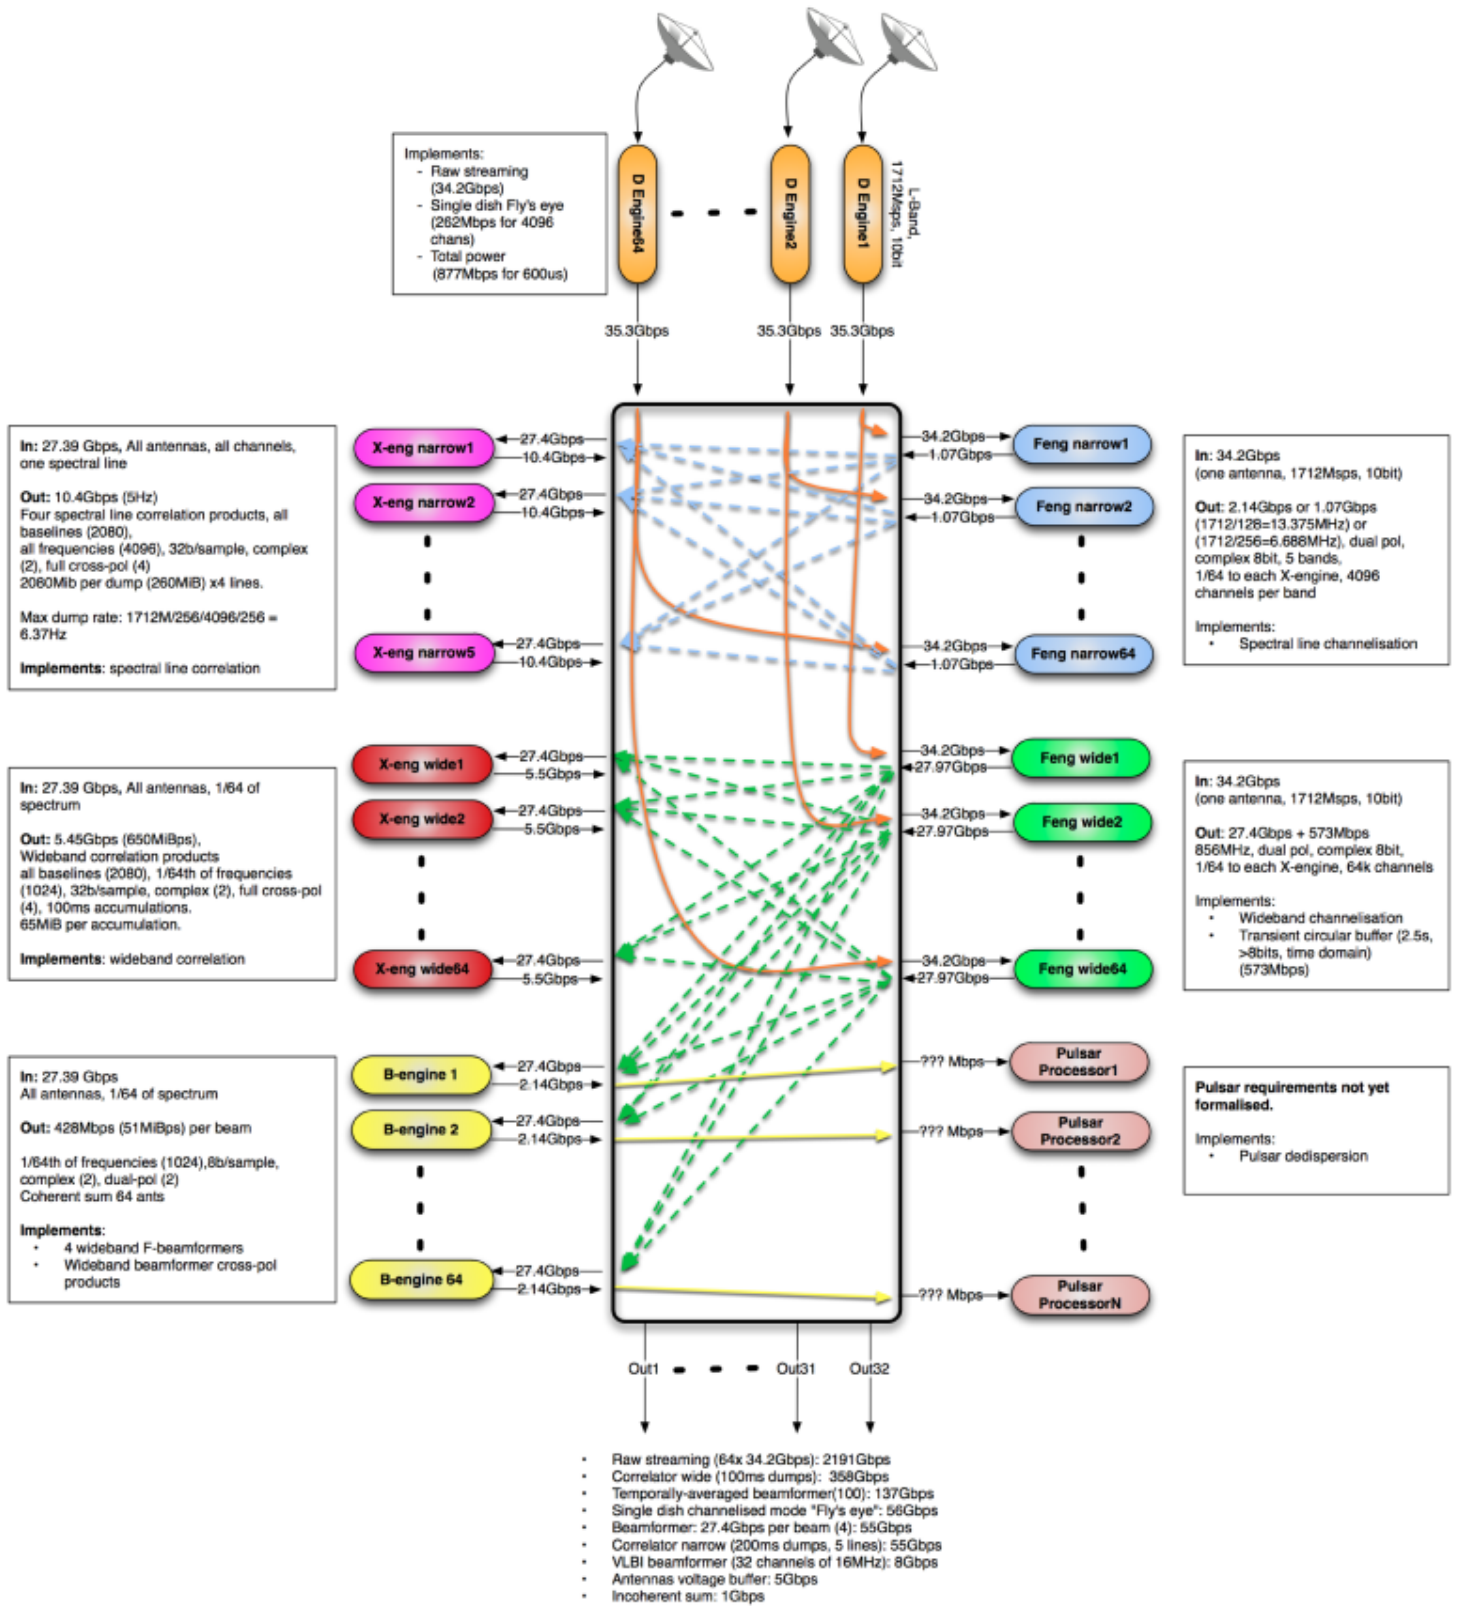 Implements:
- Raw streaming
(34.2Gbps)
- Single dish Fly's eye
(262Mbps for 4096
chans)
- Total power
(877Mbps for 600us)
D Engine64
D Engine2
D Engine1
L-Band,
1712Msps, 10bit
35.3Gbps
35.3Gbps
35.3Gbps
In: 27.39 Gbps, All antennas, all channels,
one spectral line
Out: 10.4Gbps (5Hz)
Four spectral line correlation products, all
baselines (2080),
all frequencies (4096), 32b/sample, complex
(2), full cross-pol (4)
2080Mib per dump (260MiB) x4 lines.
Max dump rate: 1712M/256/4096/256 =
6.37Hz
Implements: spectral line correlation
X-eng narrow1
27.4Gbps
10.4Gbps
X-eng narrow2
27.4Gbps
10.4Gbps
X-eng narrow5
27.4Gbps
10.4Gbps
34.2Gbps
1.07Gbps
Feng narrow1
34.2Gbps
1.07Gbps
Feng narrow2
34.2Gbps
1.07Gbps
Feng narrow64
In: 34.2Gbps
(one antenna, 1712Msps, 10bit)
Out: 2.14Gbps or 1.07Gbps
(1712/128=13.375MHz) or
(1712/256=6.688MHz), dual pol,
complex 8bit, 5 bands,
1/64 to each X-engine, 4096
channels per band
Implements:
• Spectral line channelisation
In: 27.39 Gbps, All antennas, 1/64 of
spectrum
Out: 5.45Gbps (650MiBps),
Wideband correlation products
all baselines (2080), 1/64th of frequencies
(1024), 32b/sample, complex (2), full cross-pol
(4), 100ms accumulations.
65MiB per accumulation.
Implements: wideband correlation
X-eng wide1
27.4Gbps
5.5Gbps
X-eng wide2
27.4Gbps
5.5Gbps
X-eng wide64
27.4Gbps
5.5Gbps
34.2Gbps
27.97Gbps
Feng wide1
34.2Gbps
27.97Gbps
Feng wide2
34.2Gbps
27.97Gbps
Feng wide64
In: 34.2Gbps
(one antenna, 1712Msps, 10bit)
Out: 27.4Gbps + 573Mbps
856MHz, dual pol, complex 8bit,
1/64 to each X-engine, 64k channels
Implements:
• Wideband channelisation
• Transient circular buffer (2.5s,
>8bits, time domain)
(573Mbps)
In: 27.39 Gbps
All antennas, 1/64 of spectrum
Out: 428Mbps (51MiBps) per beam
1/64th of frequencies (1024),8b/sample,
complex (2), dual-pol (2)
Coherent sum 64 ants
Implements:
• 4 wideband F-beamformers
• Wideband beamformer cross-pol
products
B-engine 1
27.4Gbps
2.14Gbps
B-engine 2
27.4Gbps
2.14Gbps
B-engine 64
27.4Gbps
2.14Gbps
??? Mbps
Pulsar
Processor1
??? Mbps
Pulsar
Processor2
??? Mbps
Pulsar
ProcessorN
Pulsar requirements not yet
formalised.
Implements:
• Pulsar dedispersion
Out1
Out31
Out32
• Raw streaming (64x 34.2Gbps): 2191Gbps
• Correlator wide (100ms dumps): 358Gbps
• Temporally-averaged beamformer(100): 137Gbps
• Single dish channelised mode "Fly's eye": 56Gbps
• Beamformer: 27.4Gbps per beam (4): 55Gbps
• Correlator narrow (200ms dumps, 5 lines): 55Gbps
• VLBI beamformer (32 channels of 16MHz): 8Gbps
• Antennas voltage buffer: 5Gbps
• Incoherent sum: 1Gbps